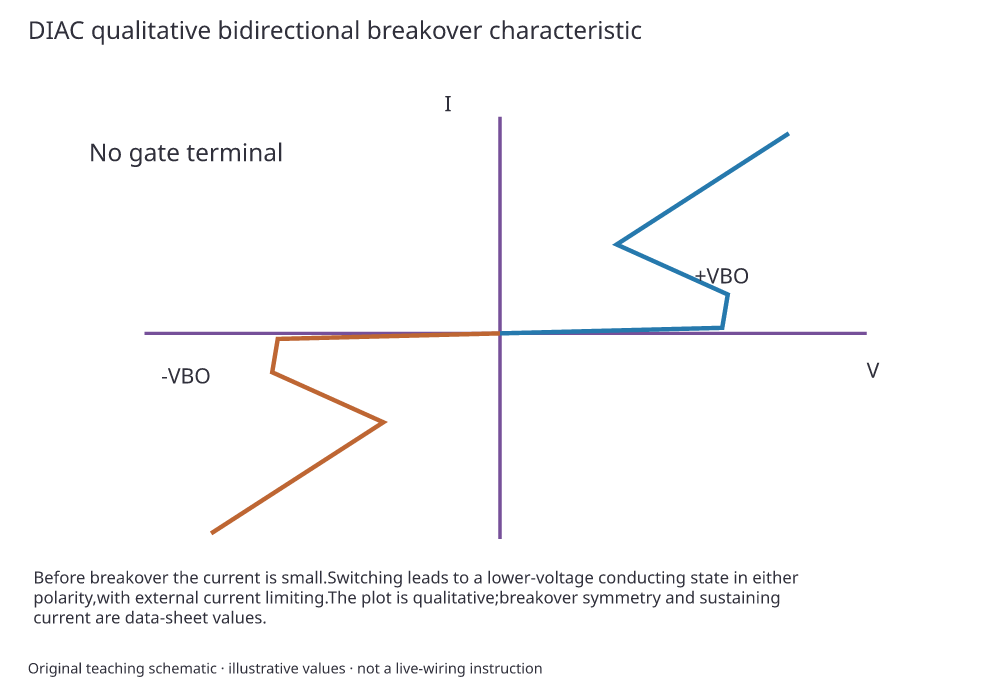 DIAC qualitative bidirectional breakover characteristic
I
No gate terminal
+VBO
V
-VBO
Before breakover the current is small.Switching leads to a lower-voltage conducting state in either
polarity,with external current limiting.The plot is qualitative;breakover symmetry and sustaining
current are data-sheet values.
Original teaching schematic · illustrative values · not a live-wiring instruction